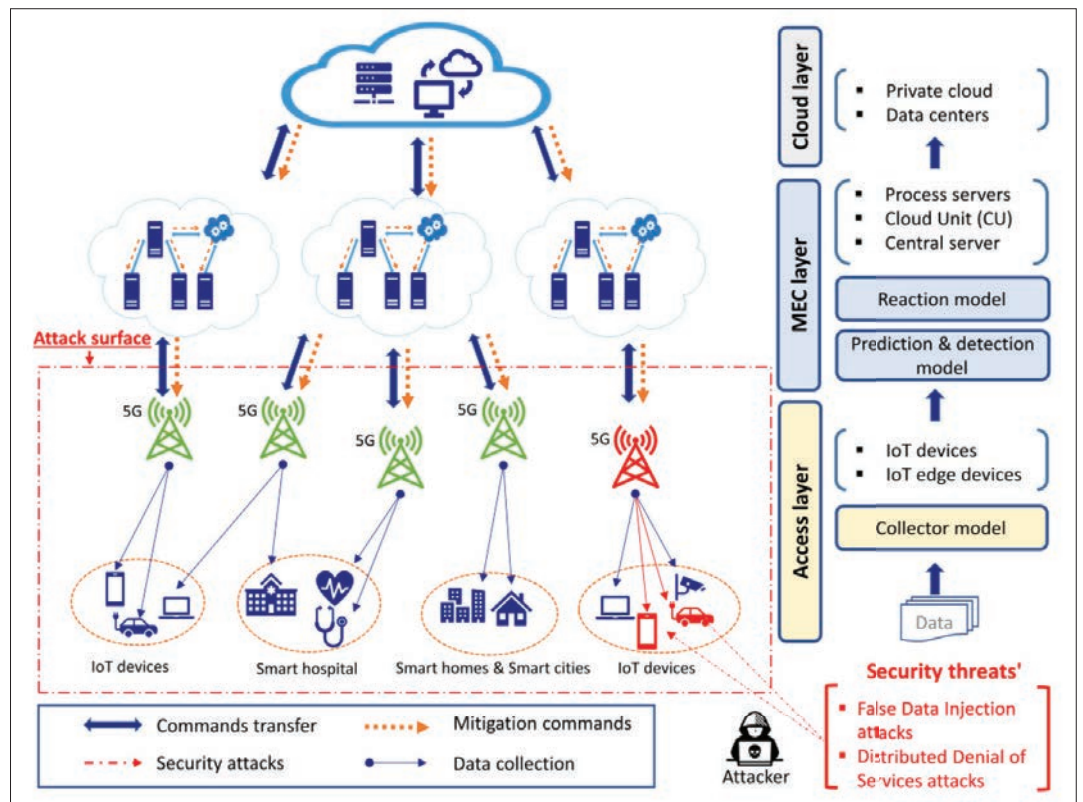 Cloud layer
Private cloud
Data centers
MEC layer
Process servers
Cloud Unit (CU)
Central server
Reaction model
Prediction & detection
model
Attack surface
5G
5G
5G
5G
5G
Access layer
IoT devices
IoT edge devices
Collector model
Data
IoT devices
Smart hospital
Smart homes & Smart cities
IoT devices
Security threats'
False Data Injection
attacks
Distributed Denial of
Services attacks
Attacker
Commands transfer
Mitigation commands
Security attacks
Data collection